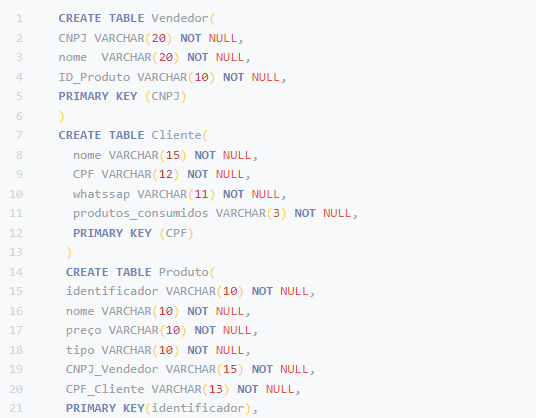 1 CREATE TABLE Vendedor(
2 CNPJ VARCHAR(20) NOT NULL,
3 nome  VARCHAR(20) NOT NULL,
4 ID_Produto VARCHAR(10) NOT NULL,
5 PRIMARY KEY (CNPJ)
6 )
7 CREATE TABLE Cliente(
8 nome VARCHAR(15) NOT NULL,
9 CPF VARCHAR(12) NOT NULL,
10 whatssap VARCHAR(11) NOT NULL,
11 produtos_consumidos VARCHAR(3) NOT NULL,
12 PRIMARY KEY (CPF)
13 )
14 CREATE TABLE Produto(
15 identificador VARCHAR(10) NOT NULL,
16 nome VARCHAR(10) NOT NULL,
17 preço VARCHAR(10) NOT NULL,
18 tipo VARCHAR(10) NOT NULL,
19 CNPJ_Vendedor VARCHAR(15) NOT NULL,
20 CPF_Cliente VARCHAR(13) NOT NULL,
21 PRIMARY KEY(identificador),